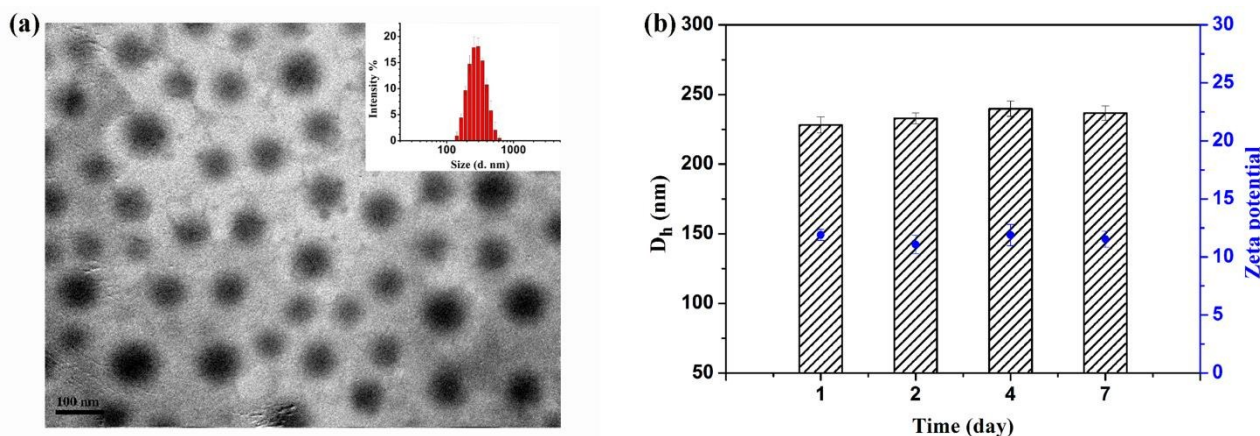 (a)
Intensity %
20
15
10
5
0
100 1000
Size (d. nm)
100 nm
(b)
D_h (nm)
300
250
200
150
100
50
1 2 4 7
Time (day)
30
25
20
15
10
5
0
Zeta potential